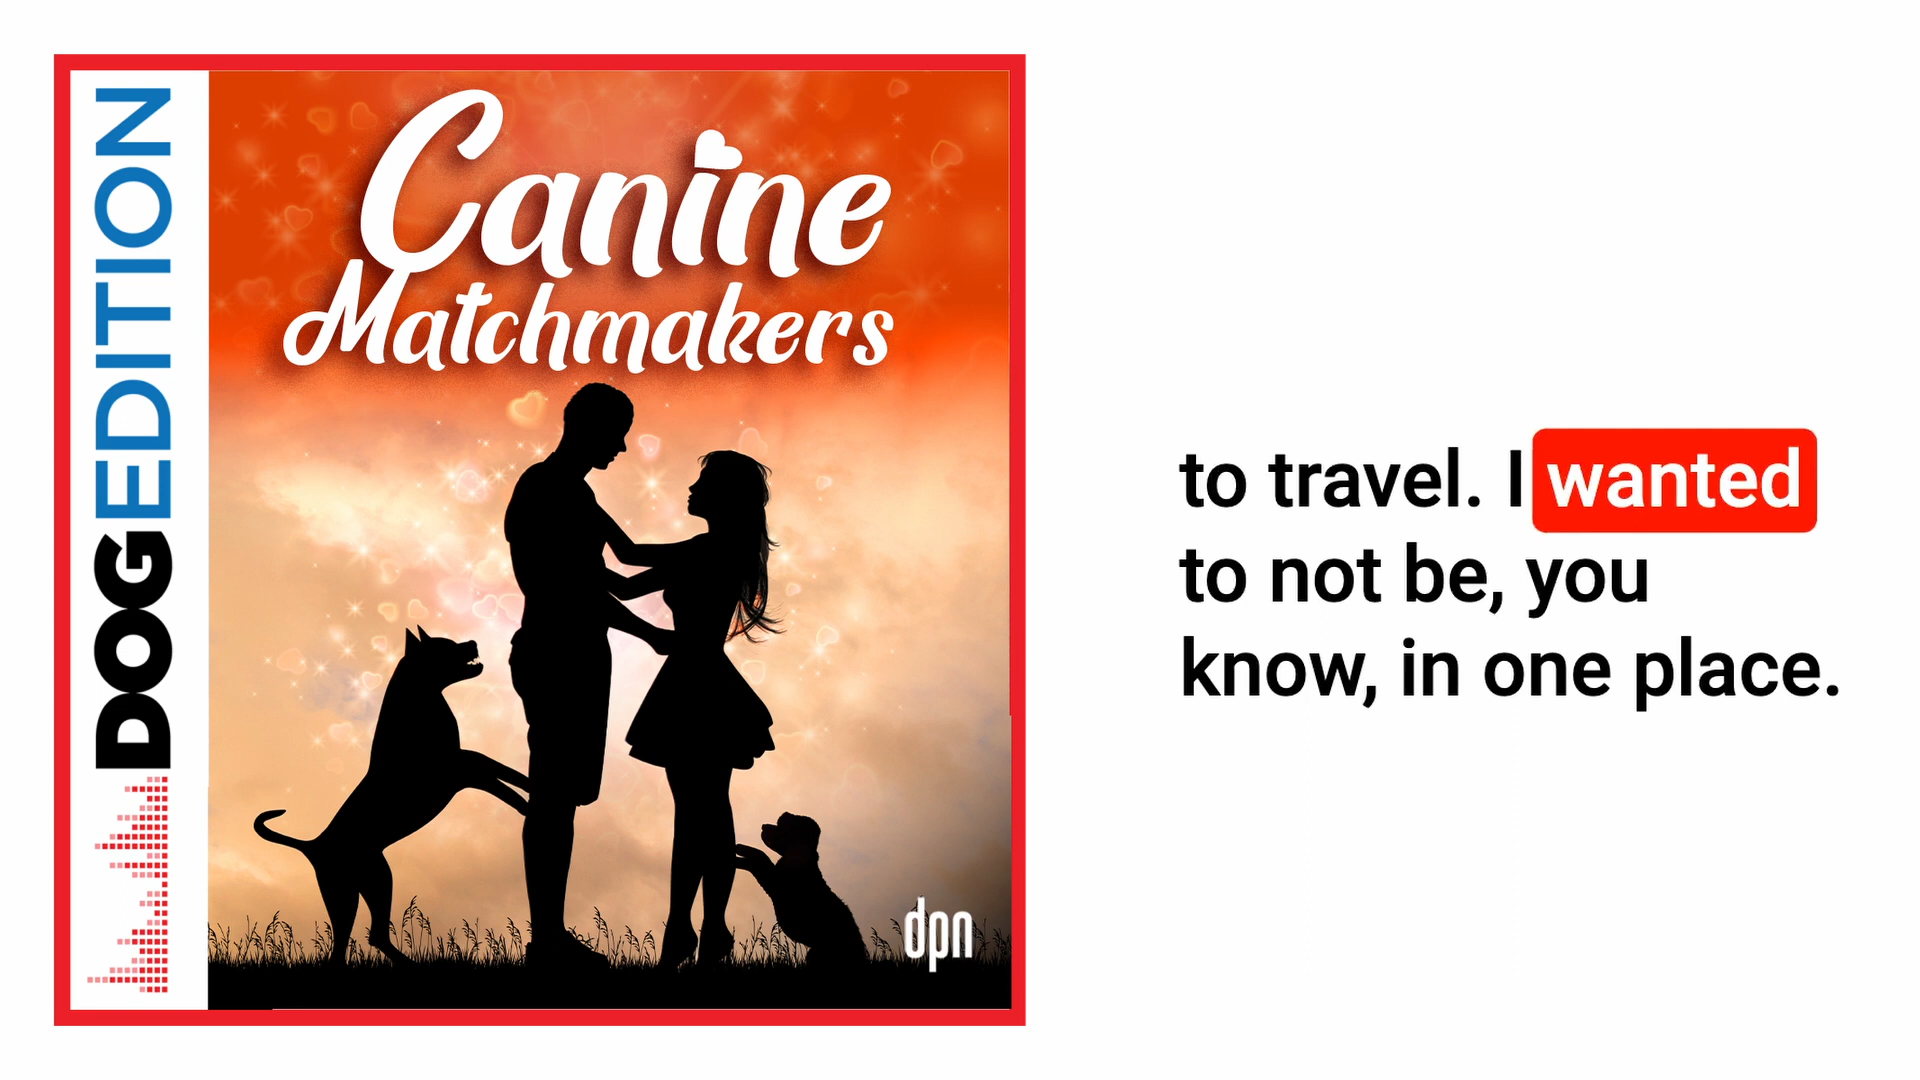 DOGEDITION
Canine
Matchmakers
dpn
to travel. I wanted
to not be, you
know, in one place.